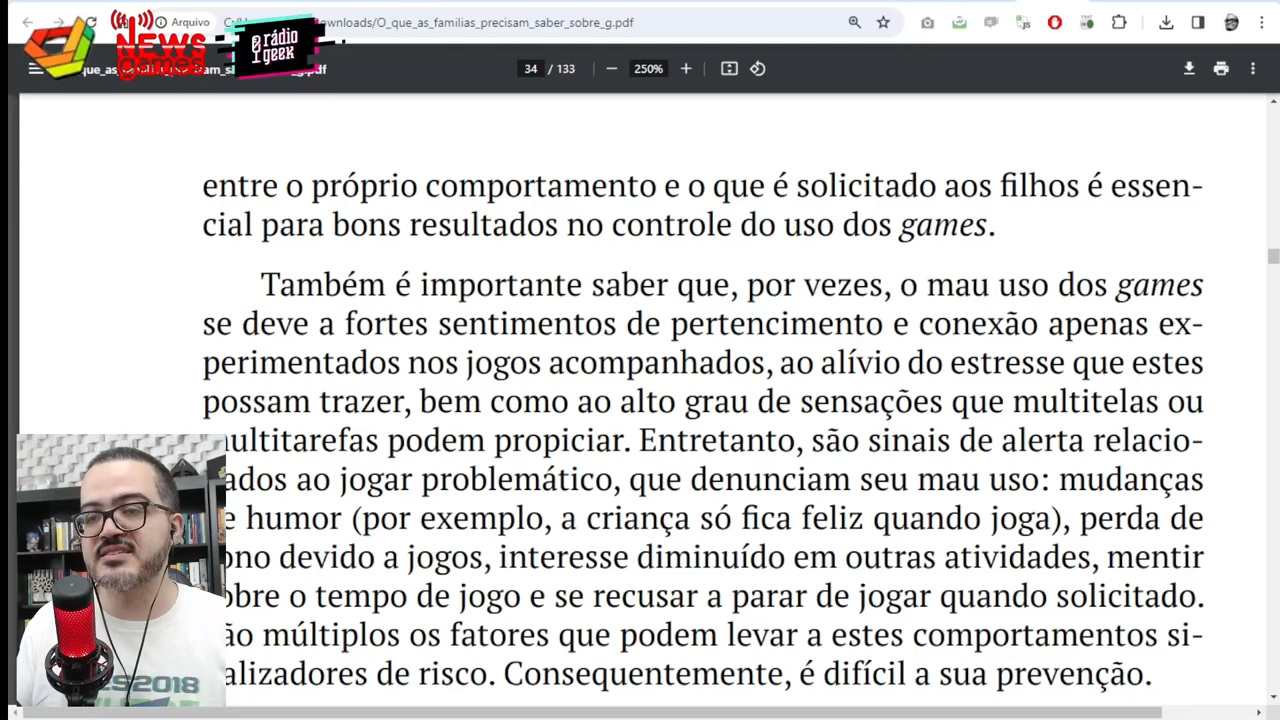 Arquivo
ownloads/O_que_as_familias_precisam_saber_sobre_g.pdf
NEWS
games
rádio
geek
34 / 133
250%
entre o próprio comportamento e o que é solicitado aos filhos é essen-
cial para bons resultados no controle do uso dos games.
Também é importante saber que, por vezes, o mau uso dos games
se deve a fortes sentimentos de pertencimento e conexão apenas ex-
perimentados nos jogos acompanhados, ao alívio do estresse que estes
possam trazer, bem como ao alto grau de sensações que multitelas ou
multitarefas podem propiciar. Entretanto, são sinais de alerta relacio-
ados ao jogar problemático, que denunciam seu mau uso: mudanças
e humor (por exemplo, a criança só fica feliz quando joga), perda de
ono devido a jogos, interesse diminuído em outras atividades, mentir
obre o tempo de jogo e se recusar a parar de jogar quando solicitado.
ão múltiplos os fatores que podem levar a estes comportamentos si-
alizadores de risco. Consequentemente, é difícil a sua prevenção.
ES2018